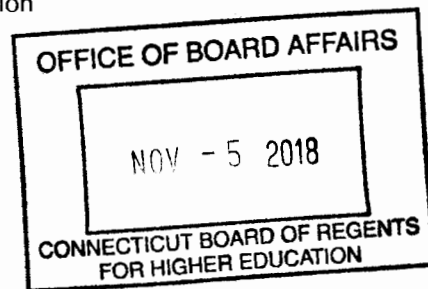 OFFICE OF BOARD AFFAIRS
NOV - 5 2018
CONNECTICUT BOARD OF REGENTS
FOR HIGHER EDUCATION